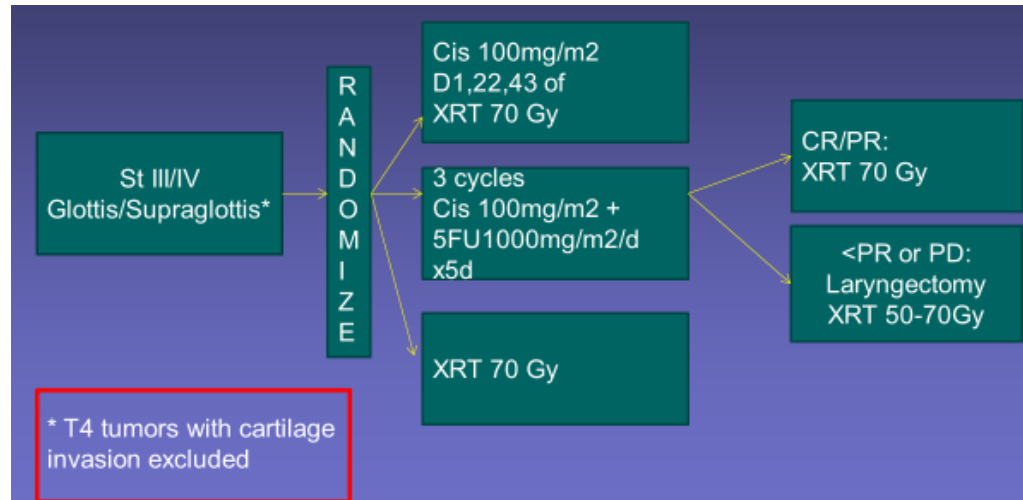 St III/IV
Glottis/Supraglottis*
R
A
N
D
O
M
I
Z
E
Cis 100mg/m2
D1,22,43 of
XRT 70 Gy
3 cycles
Cis 100mg/m2 +
5FU1000mg/m2/d
x5d
XRT 70 Gy
CR/PR:
XRT 70 Gy
<PR or PD:
Laryngectomy
XRT 50-70Gy
* T4 tumors with cartilage
invasion excluded